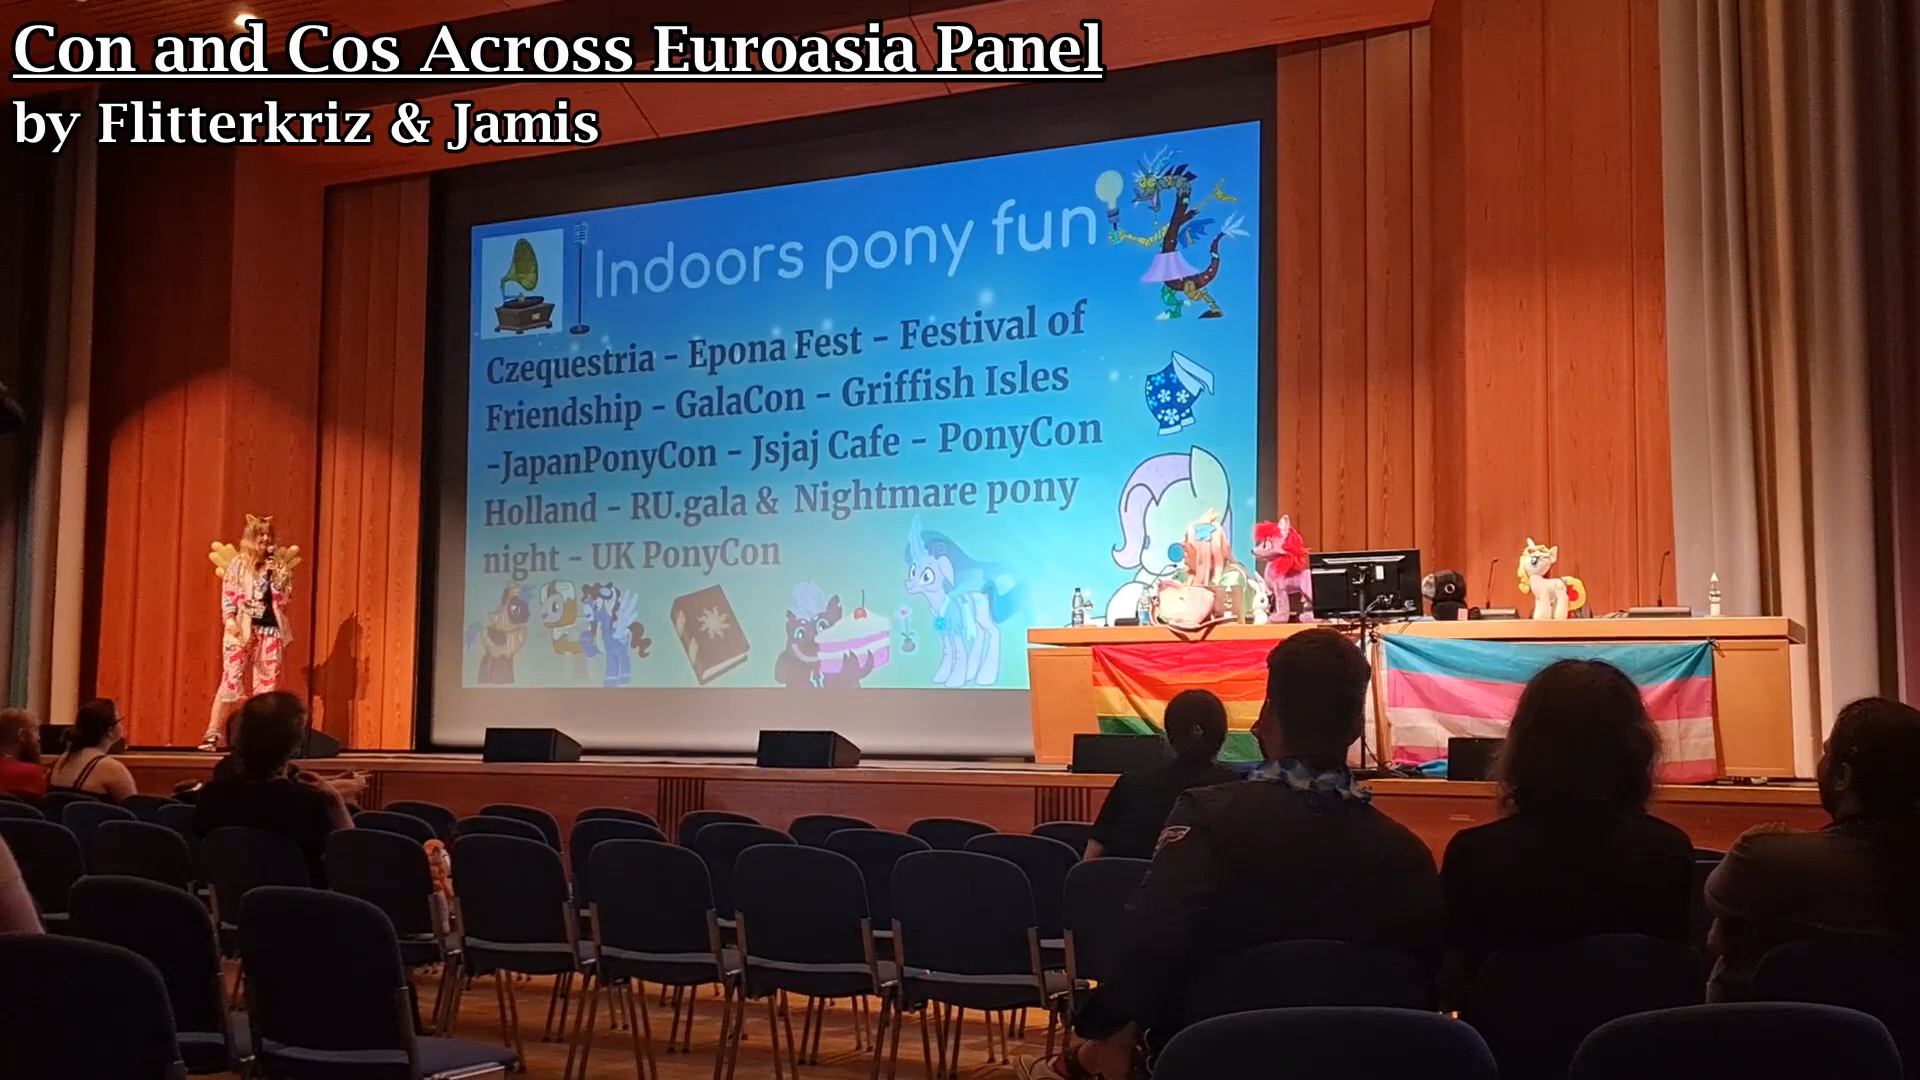 Con and Cos Across Euroasia Panel
by Flitterkriz & Jamis
Indoors pony fun
Czequestria - Epona Fest - Festival of
Friendship - GalaCon - Griffish Isles
-JapanPonyCon - Jsjaj Cafe - PonyCon
Holland - RU.gala & Nightmare pony
night - UK PonyCon